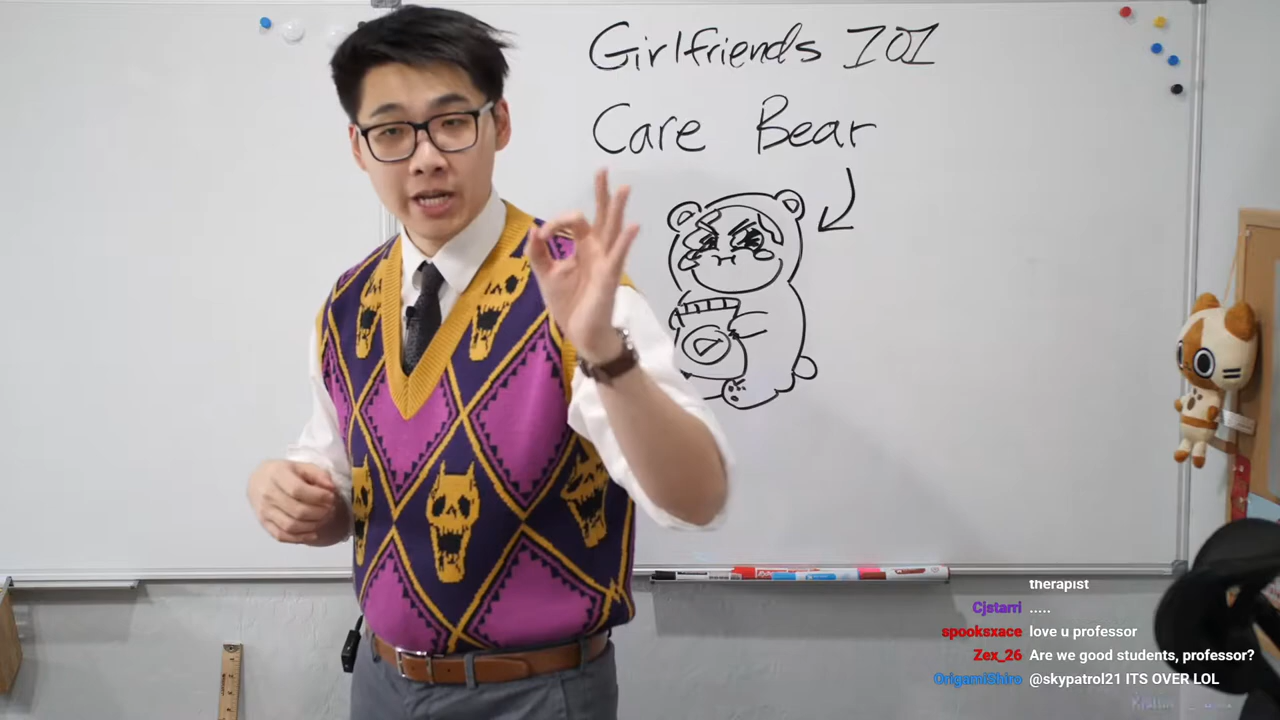 Girlfriends 101
Care Bear
therapist
Cjstarri .....
spooksxace love u professor
Zex_26 Are we good students, professor?
OrigamiShiro @skypatrol21 ITS OVER LOL